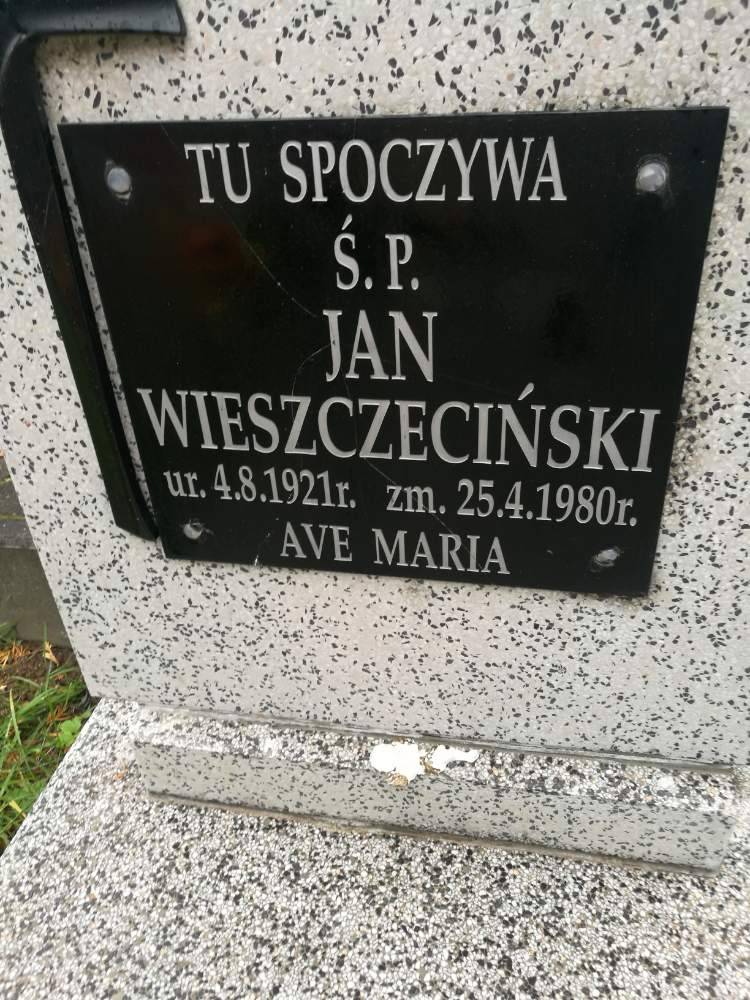 TU SPOCZYWA
Ś. P.
JAN
WIESZCZECIŃSKI
ur. 4.8.1921r. zm. 25.4.1980r.
AVE MARIA